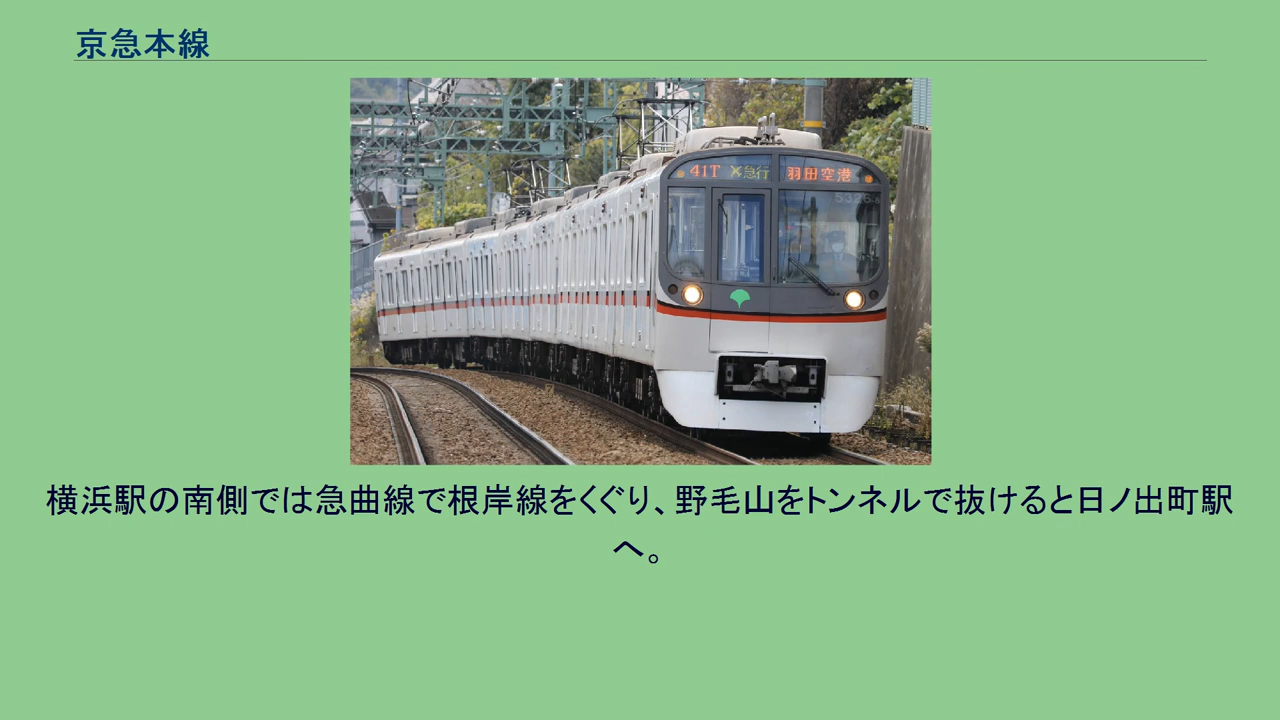 京急本線
41T 急行 羽田空港
5326-8
横浜駅の南側では急曲線で根岸線をくぐり、野毛山をトンネルで抜けると日ノ出町駅
へ。